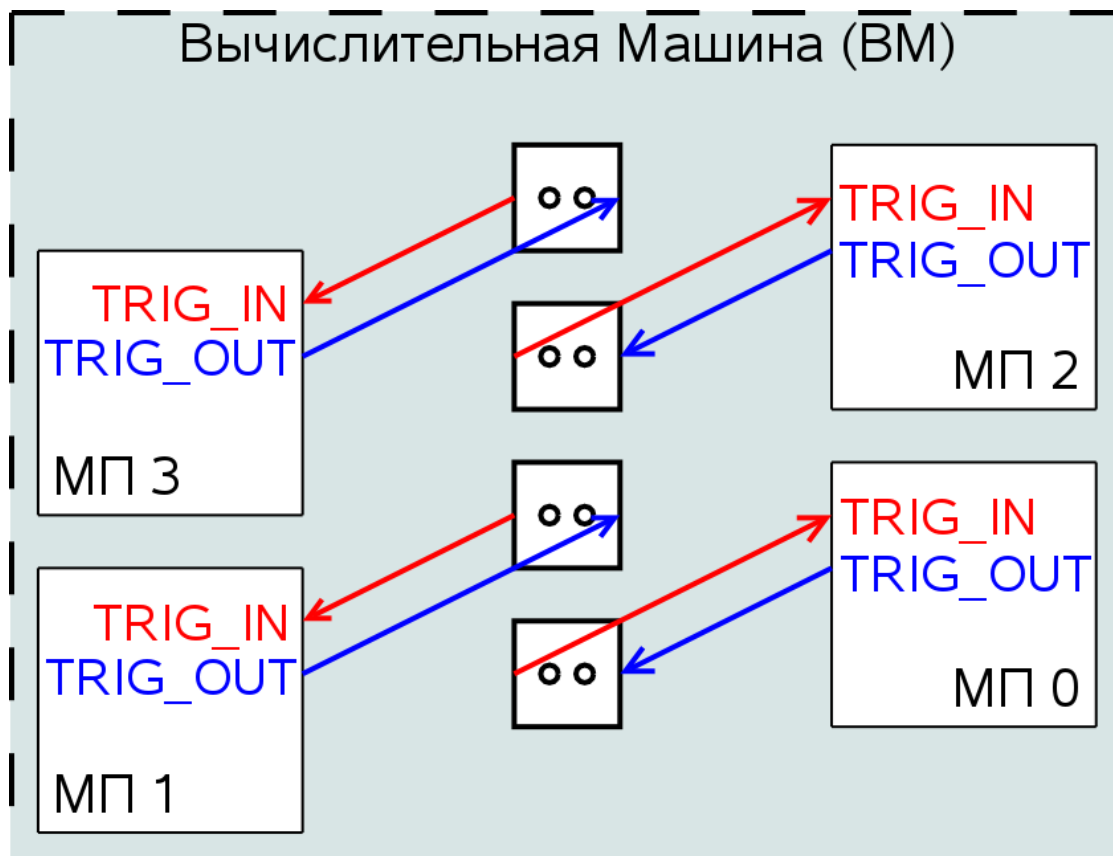 Вычислительная Машина (ВМ)
TRIG_IN
TRIG_OUT
МП 2
TRIG_IN
TRIG_OUT
МП 3
TRIG_IN
TRIG_OUT
МП 0
TRIG_IN
TRIG_OUT
МП 1